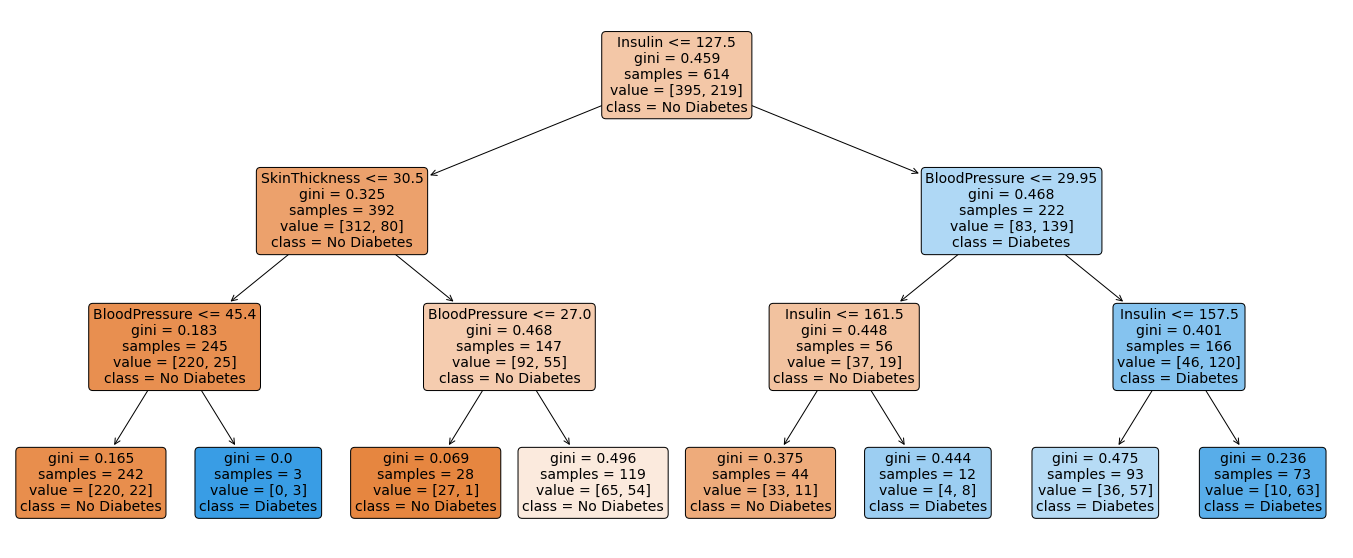 Insulin <= 127.5
gini = 0.459
samples = 614
value = [395, 219]
class = No Diabetes
SkinThickness <= 30.5
gini = 0.325
samples = 392
value = [312, 80]
class = No Diabetes
BloodPressure <= 29.95
gini = 0.468
samples = 222
value = [83, 139]
class = Diabetes
BloodPressure <= 45.4
gini = 0.183
samples = 245
value = [220, 25]
class = No Diabetes
BloodPressure <= 27.0
gini = 0.468
samples = 147
value = [92, 55]
class = No Diabetes
Insulin <= 161.5
gini = 0.448
samples = 56
value = [37, 19]
class = No Diabetes
Insulin <= 157.5
gini = 0.401
samples = 166
value = [46, 120]
class = Diabetes
gini = 0.165
samples = 242
value = [220, 22]
class = No Diabetes
gini = 0.0
samples = 3
value = [0, 3]
class = Diabetes
gini = 0.069
samples = 28
value = [27, 1]
class = No Diabetes
gini = 0.496
samples = 119
value = [65, 54]
class = No Diabetes
gini = 0.375
samples = 44
value = [33, 11]
class = No Diabetes
gini = 0.444
samples = 12
value = [4, 8]
class = Diabetes
gini = 0.475
samples = 93
value = [36, 57]
class = Diabetes
gini = 0.236
samples = 73
value = [10, 63]
class = Diabetes